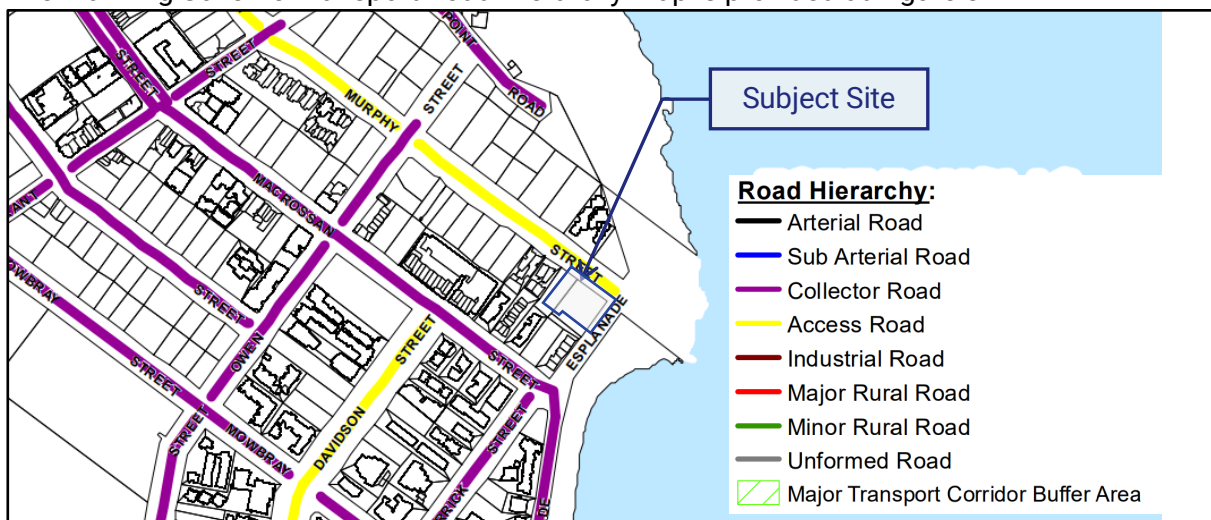 POINT
ROAD
STREET
STREET
STREET
MURPHY
Subject Site
MACROSSAN
STREET
ESPLANADE
OWEN
STREET
STREET
DAVIDSON
STREET
STREET
MOWBRAY
STREET
STREET
Road Hierarchy:
Arterial Road
Sub Arterial Road
Collector Road
Access Road
Industrial Road
Major Rural Road
Minor Rural Road
Unformed Road
Major Transport Corridor Buffer Area